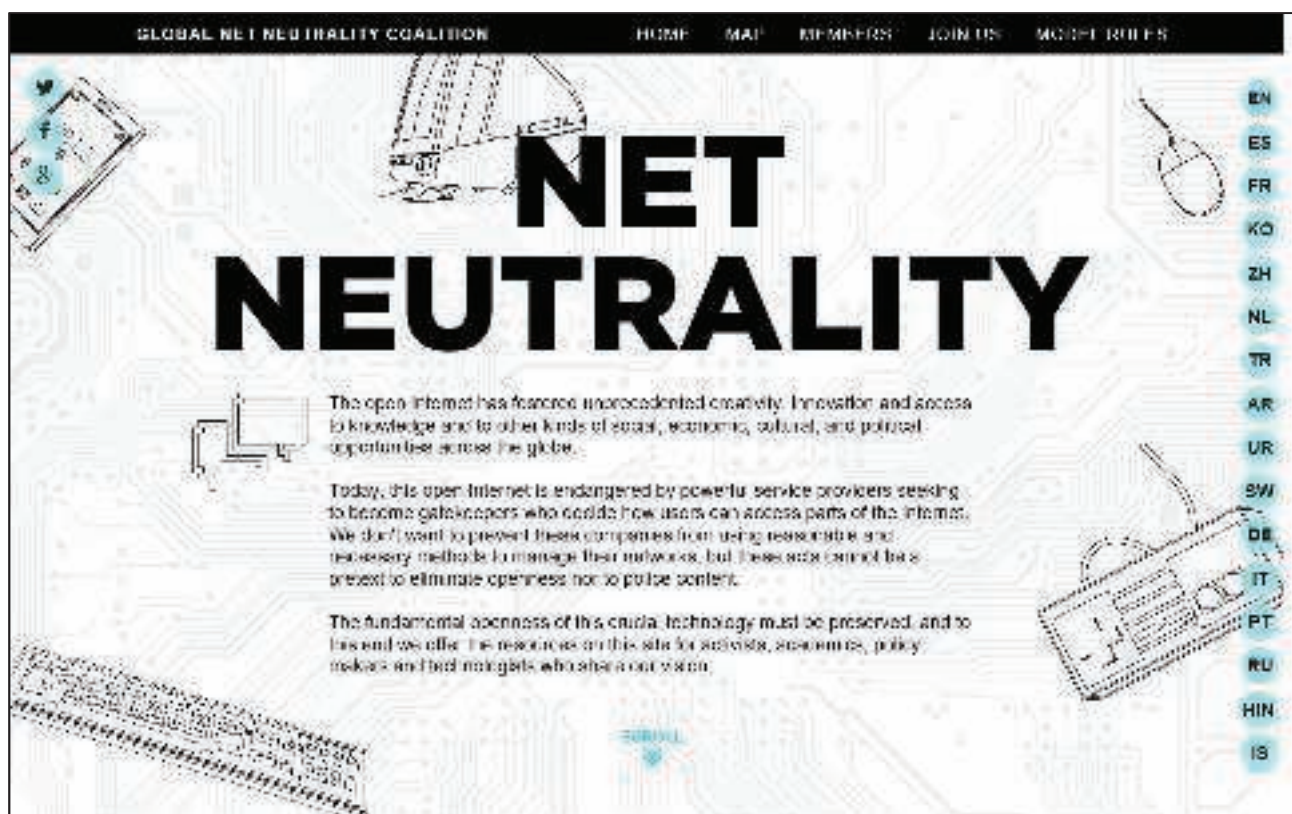 GLOBAL NET NEUTRALITY COALITION HOME MAP MEMBERS JOIN US MODEL RULES
NET
NEUTRALITY
The open Internet has fostered unprecedented creativity, innovation and access
to knowledge and to other kinds of social, economic, cultural, and political
opportunities across the globe.
Today, this open Internet is endangered by powerful service providers seeking
to become gatekeepers who decide how users can access parts of the Internet.
We don't want to prevent these companies from using reasonable and
necessary methods to manage their networks, but these acts cannot be a
pretext to eliminate openness nor to police content.
The fundamental openness of this crucial technology must be preserved, and to
this end we offer the resources on this site for activists, academics, policy
makers and technologists who share our vision.
SCROLL
EN
ES
FR
KO
ZH
NL
TR
AR
UR
SW
DE
IT
PT
RU
HIN
IS